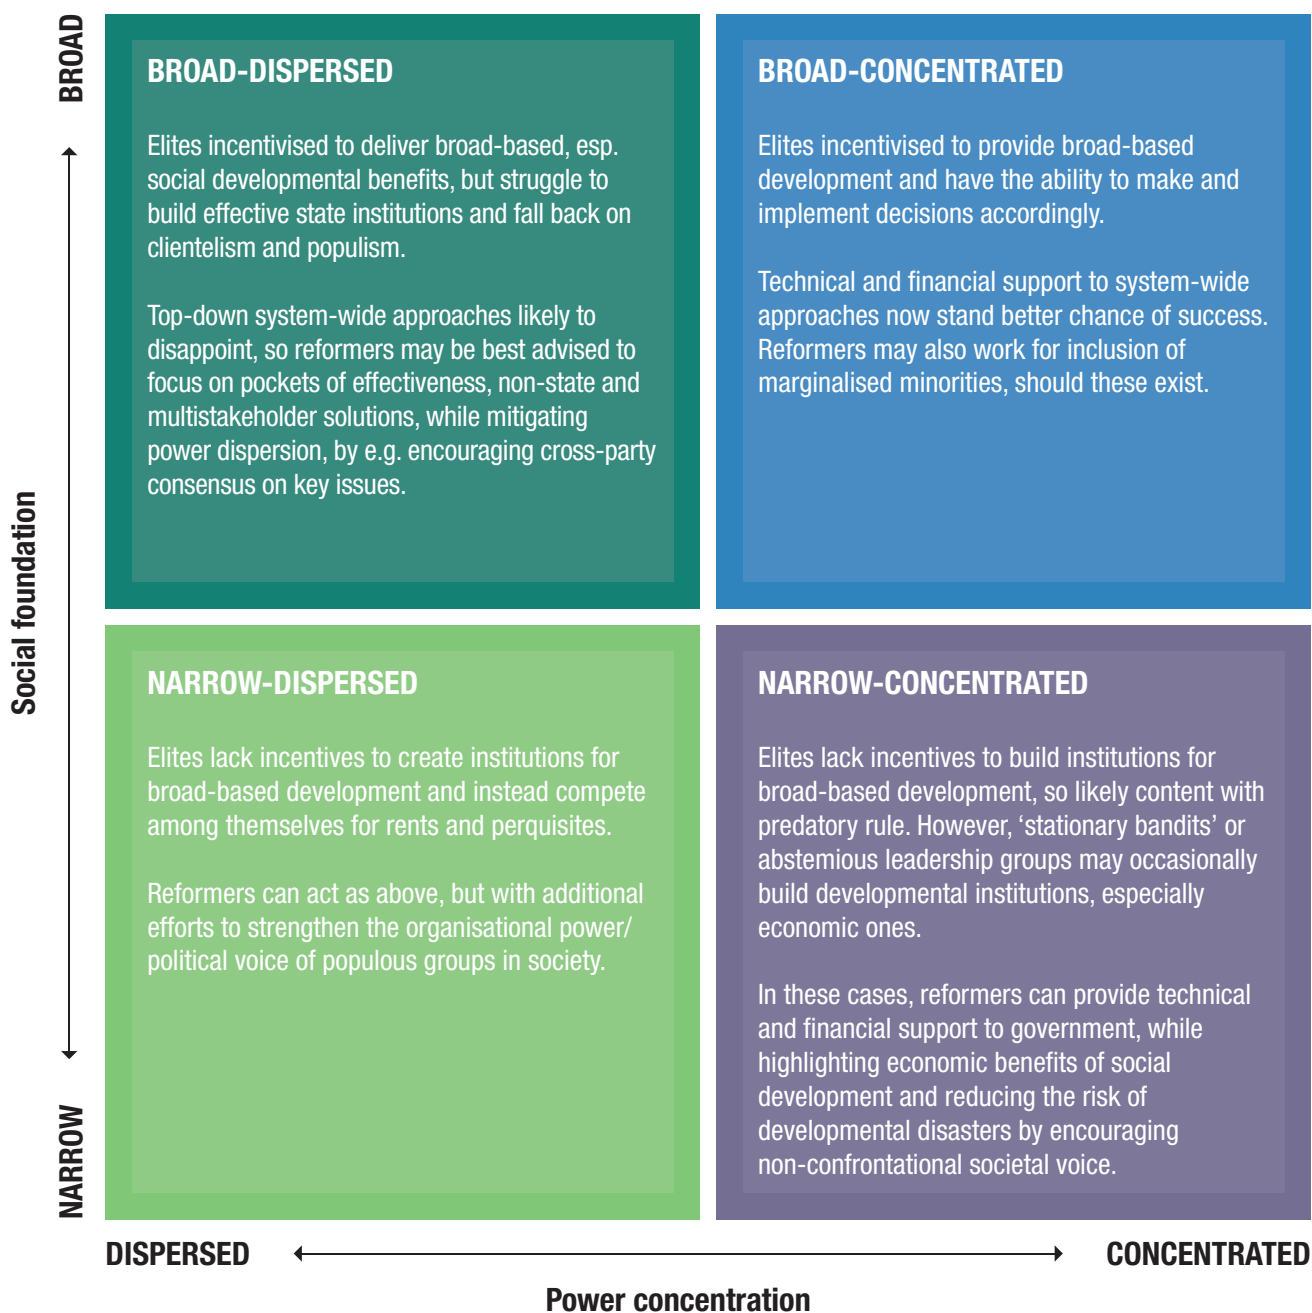 BROAD
Social foundation
NARROW
BROAD-DISPERSED
Elites incentivised to deliver broad-based, esp.
social developmental benefits, but struggle to
build effective state institutions and fall back on
clientelism and populism.
Top-down system-wide approaches likely to
disappoint, so reformers may be best advised to
focus on pockets of effectiveness, non-state and
multistakeholder solutions, while mitigating
power dispersion, by e.g. encouraging cross-party
consensus on key issues.
BROAD-CONCENTRATED
Elites incentivised to provide broad-based
development and have the ability to make and
implement decisions accordingly.
Technical and financial support to system-wide
approaches now stand better chance of success.
Reformers may also work for inclusion of
marginalised minorities, should these exist.
NARROW-DISPERSED
Elites lack incentives to create institutions for
broad-based development and instead compete
among themselves for rents and perquisites.
Reformers can act as above, but with additional
efforts to strengthen the organisational power/
political voice of populous groups in society.
NARROW-CONCENTRATED
Elites lack incentives to build institutions for
broad-based development, so likely content with
predatory rule. However, ‘stationary bandits’ or
abstemious leadership groups may occasionally
build developmental institutions, especially
economic ones.
In these cases, reformers can provide technical
and financial support to government, while
highlighting economic benefits of social
development and reducing the risk of
developmental disasters by encouraging
non-confrontational societal voice.
DISPERSED
CONCENTRATED
Power concentration